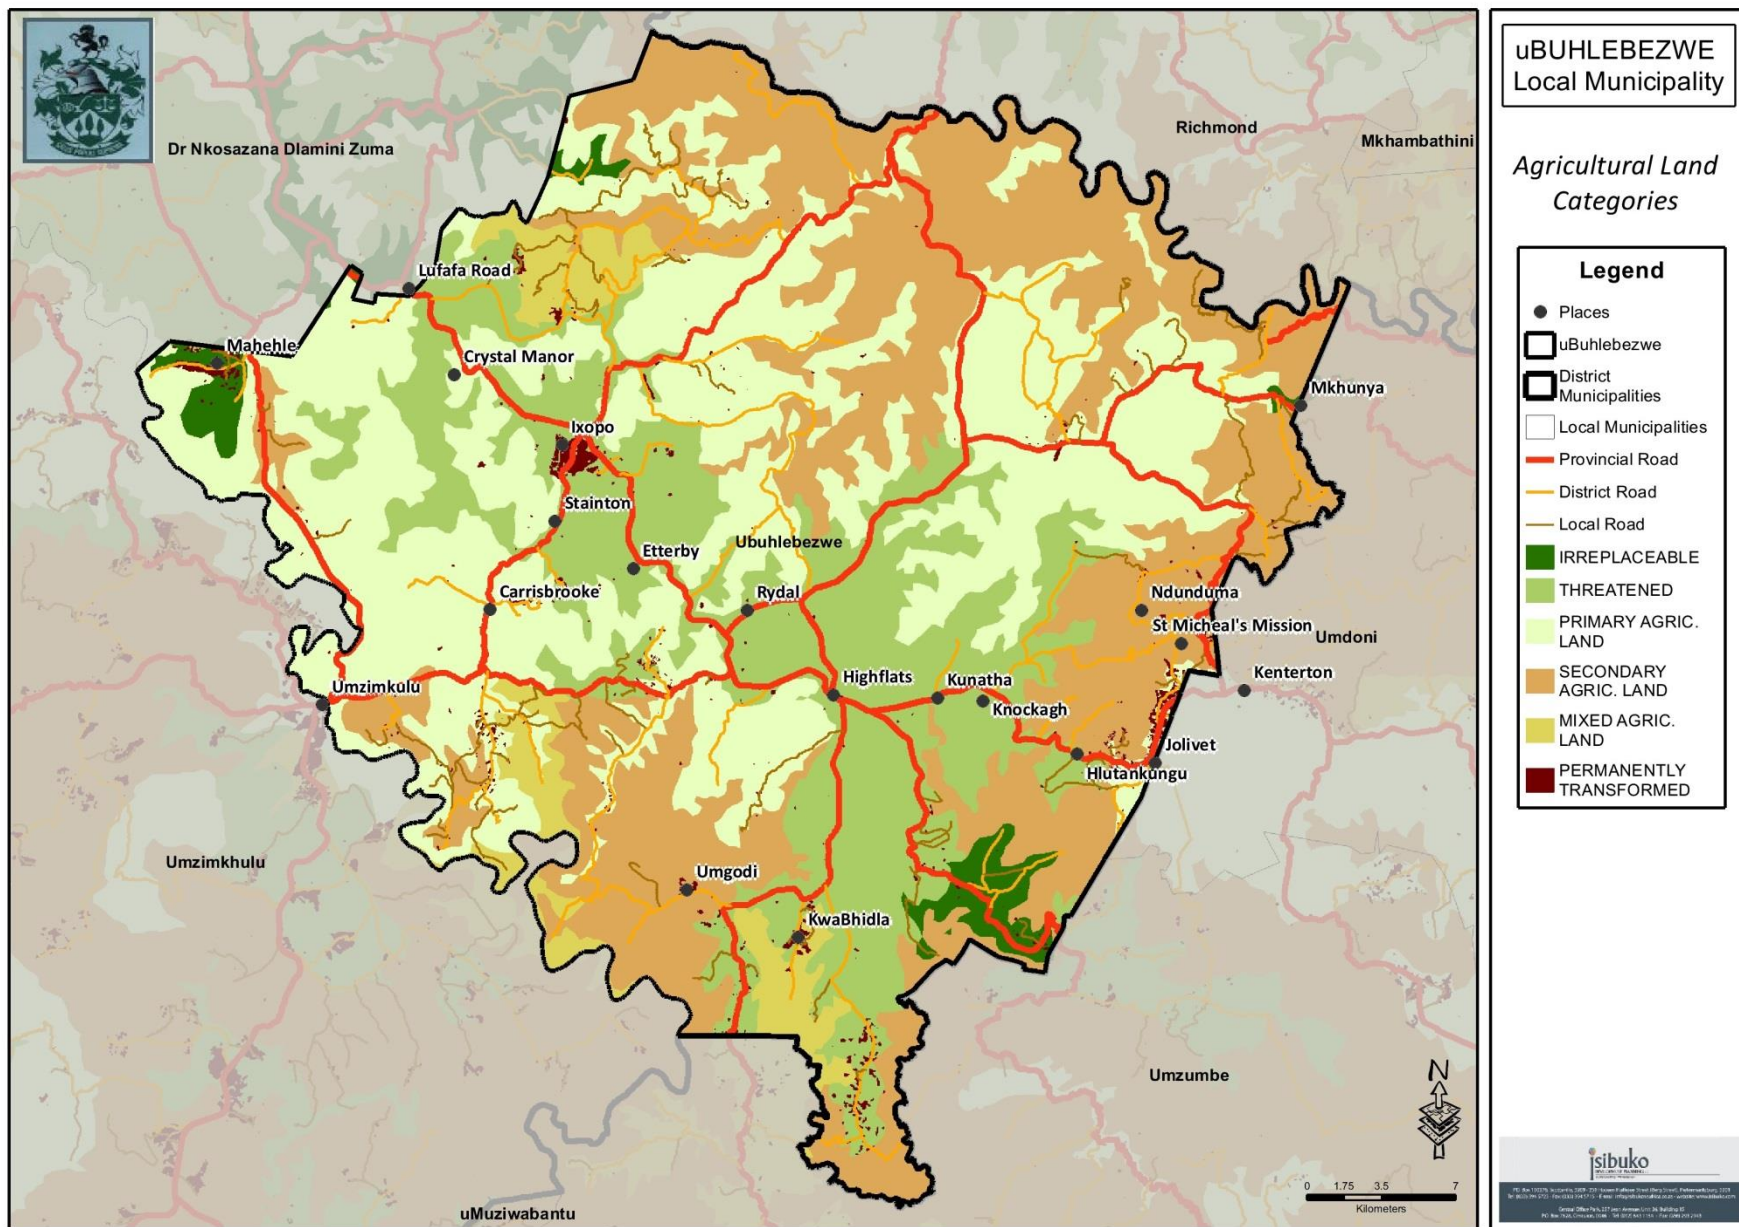 Dr Nkosazana Dlamini Zuma
Richmond
Mkhambathini
Lufafa Road
Mahehle
Crystal Manor
Mkhunya
Ixopo
Stainton
Etterby
Ubuhlebezwe
Carrisbrooke
Rydal
Ndunduma
St Micheal's Mission
Umdoni
Umzimkulu
Highflats
Kunatha
Kenterton
Knockagh
Jolivet
Hlutankungu
Umzimkhulu
Umgodi
KwaBhidla
Umzumbe
uMuziwabantu
N
0 1.75 3.5 7
Kilometers
uBUHLEBEZWE
Local Municipality
Agricultural Land
Categories
Legend
Places
uBuhlebezwe
District
Municipalities
Local Municipalities
Provincial Road
District Road
Local Road
IRREPLACEABLE
THREATENED
PRIMARY AGRIC.
LAND
SECONDARY
AGRIC. LAND
MIXED AGRIC.
LAND
PERMANENTLY
TRANSFORMED
isibuko